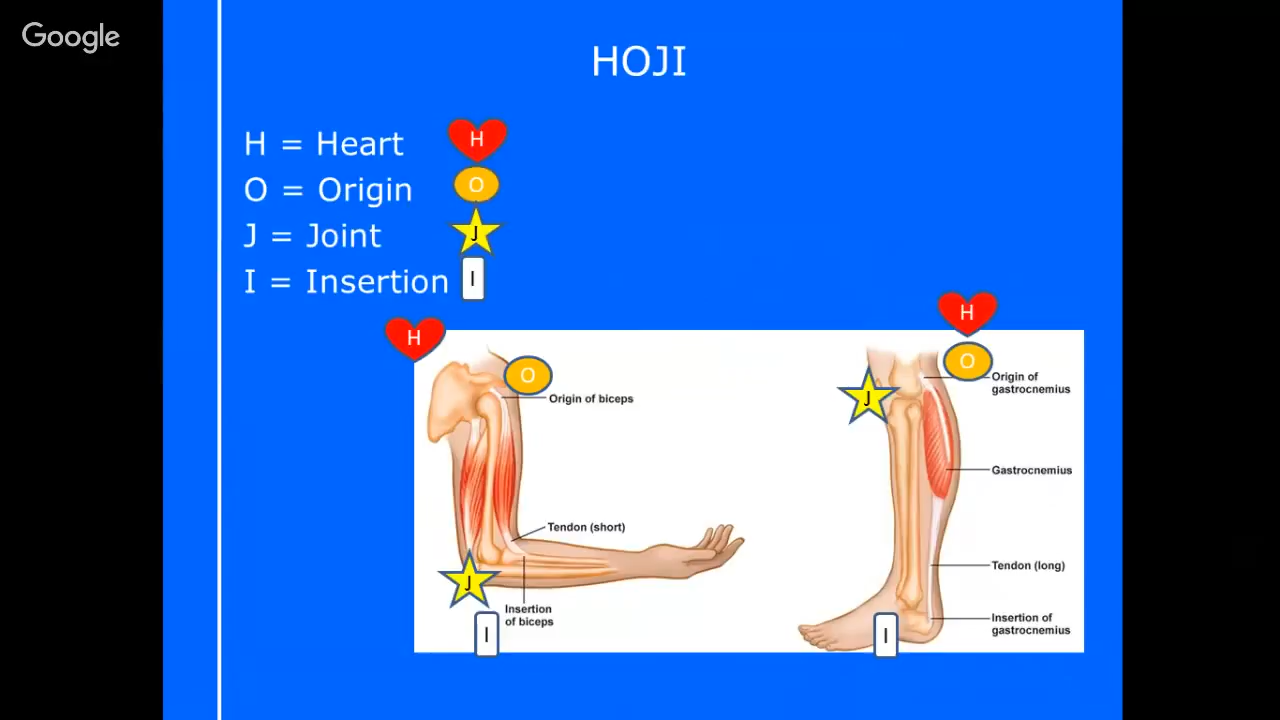 Google
HOJI
H = Heart H
O = Origin O
J = Joint J
I = Insertion I
H
O
Origin of biceps
Tendon (short)
J
Insertion
of biceps
I
H
O
J
Origin of
gastrocnemius
Gastrocnemius
Tendon (long)
Insertion of
gastrocnemius
I